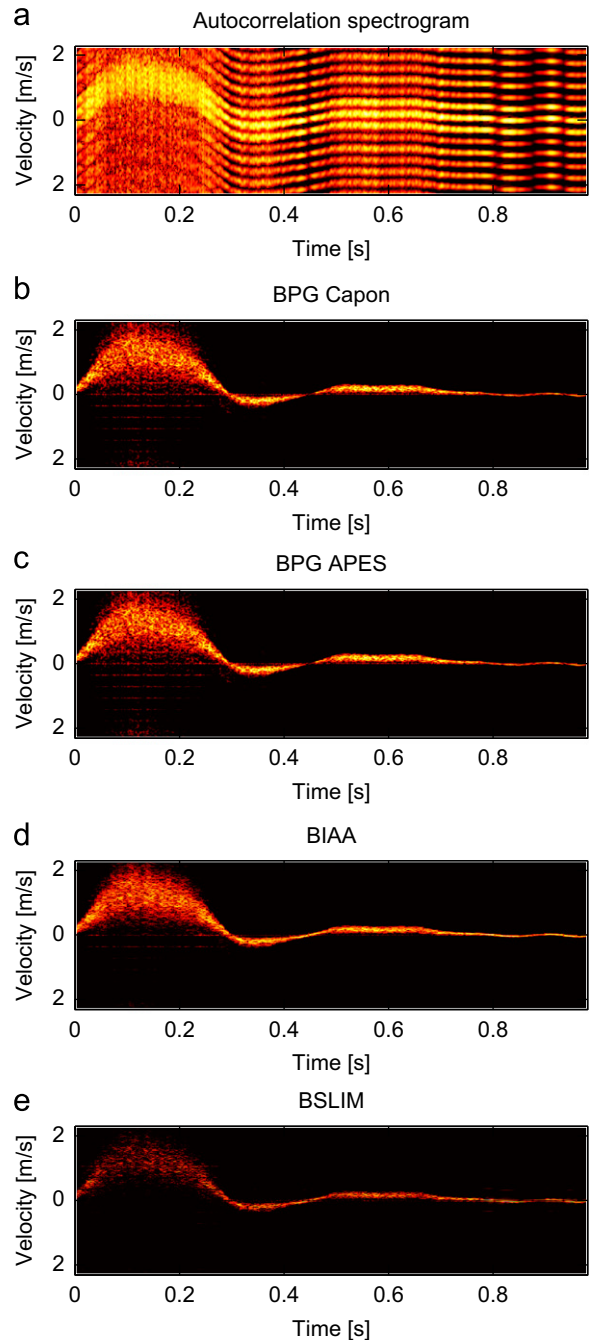 a
Autocorrelation spectrogram
Velocity [m/s]
2
0
2
0 0.2 0.4 0.6 0.8
Time [s]
b
BPG Capon
Velocity [m/s]
2
0
2
0 0.2 0.4 0.6 0.8
Time [s]
c
BPG APES
Velocity [m/s]
2
0
2
0 0.2 0.4 0.6 0.8
Time [s]
d
BIAA
Velocity [m/s]
2
0
2
0 0.2 0.4 0.6 0.8
Time [s]
e
BSLIM
Velocity [m/s]
2
0
2
0 0.2 0.4 0.6 0.8
Time [s]